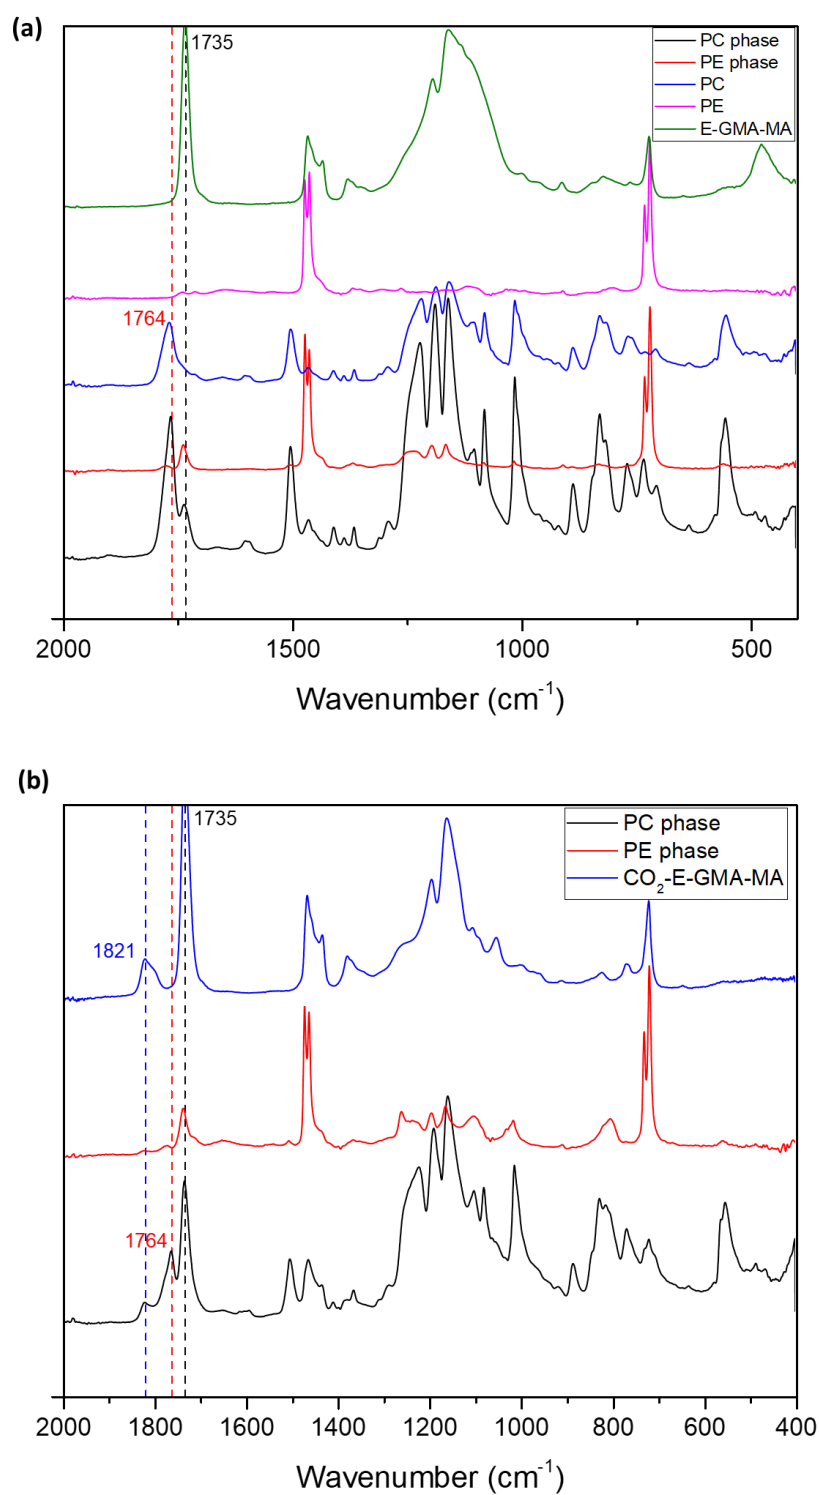 (a)
1735
PC phase
PE phase
PC
PE
E-GMA-MA
1764
2000 1500 1000 500
Wavenumber (cm⁻¹)
(b)
1735
PC phase
PE phase
CO₂-E-GMA-MA
1821
1764
2000 1800 1600 1400 1200 1000 800 600 400
Wavenumber (cm⁻¹)